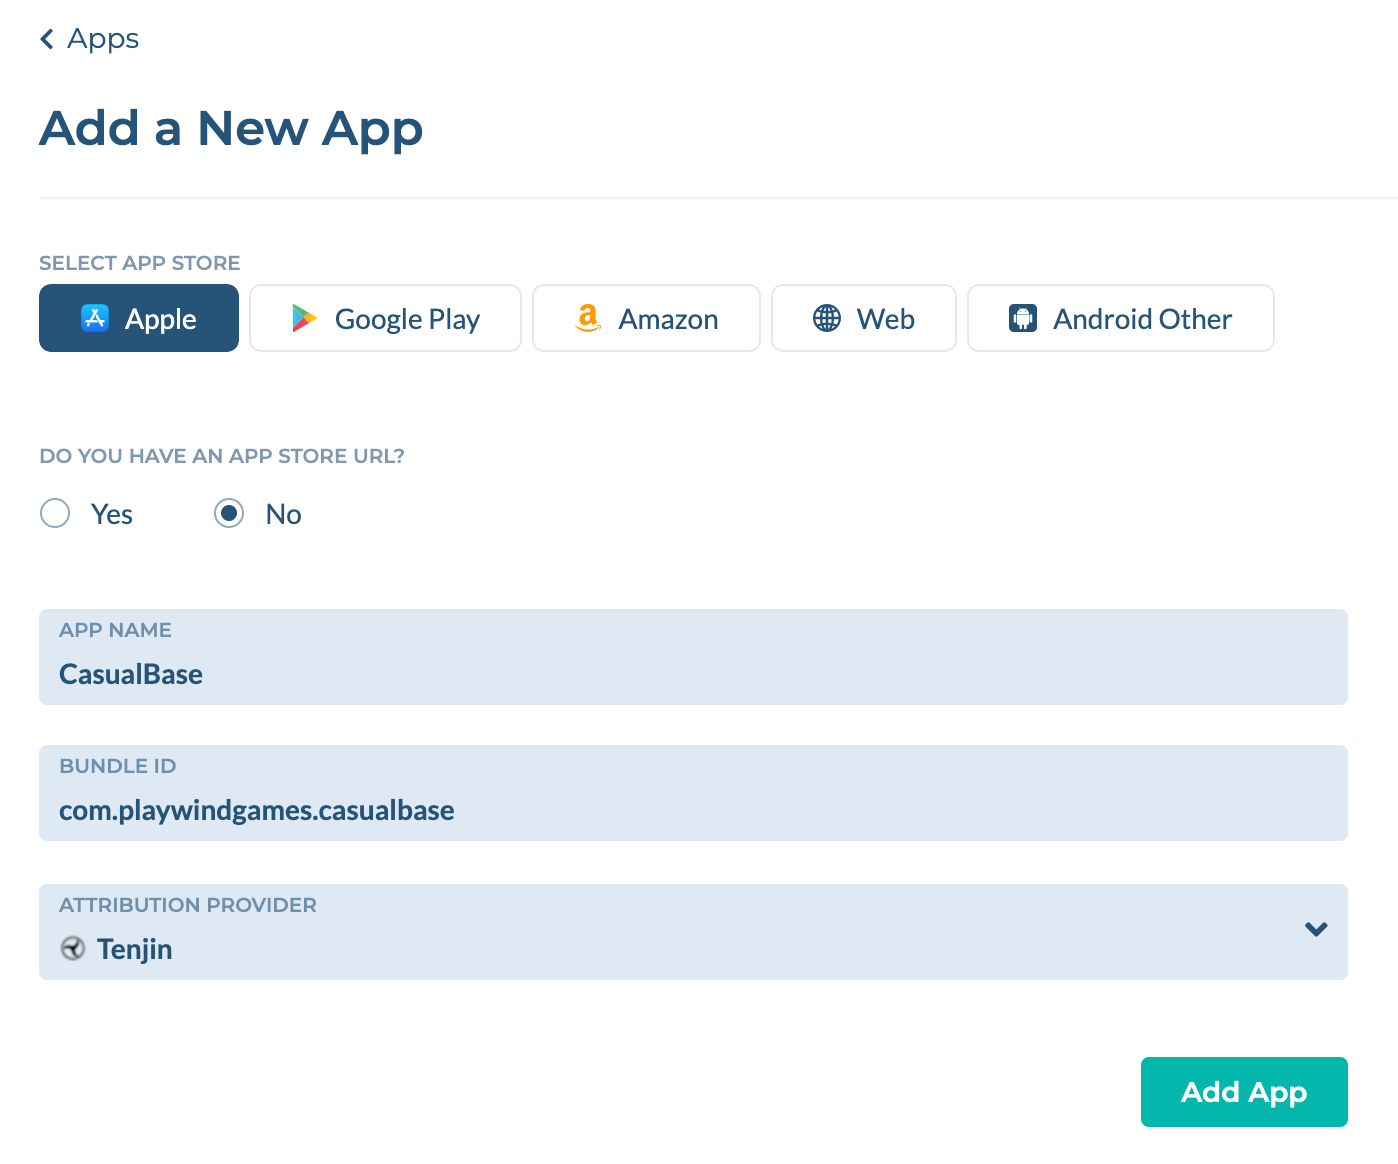 Apps
Add a New App
SELECT APP STORE
Apple Google Play Amazon Web Android Other
DO YOU HAVE AN APP STORE URL?
Yes No
APP NAME
CasualBase
BUNDLE ID
com.playwindgames.casualbase
ATTRIBUTION PROVIDER
Tenjin
Add App